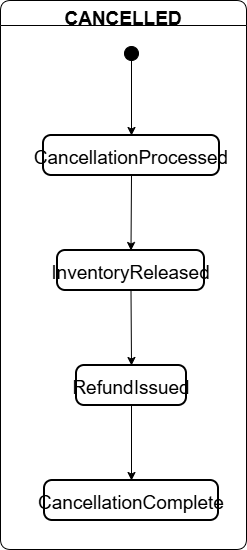 CANCELLED
CancellationProcessed
InventoryReleased
RefundIssued
CancellationComplete